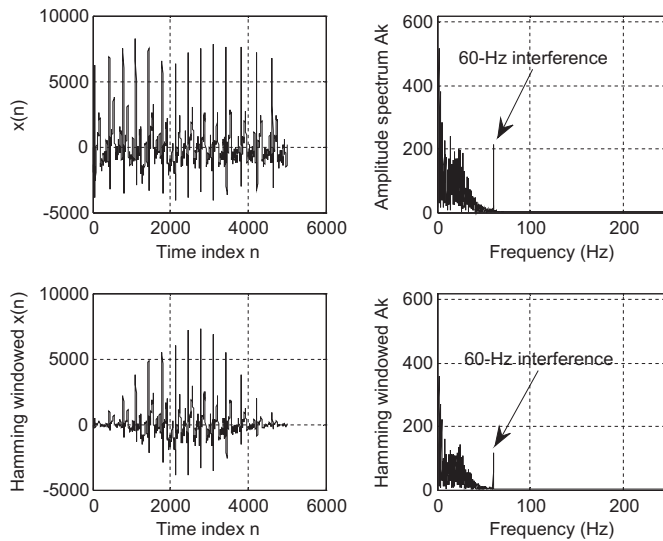 10000
5000
0
-5000
x(n)
0 2000 4000 6000
Time index n
600
400
200
0
Amplitude spectrum Ak
60-Hz interference
0 100 200
Frequency (Hz)
10000
5000
0
-5000
Hamming windowed x(n)
0 2000 4000 6000
Time index n
600
400
200
0
Hamming windowed Ak
60-Hz interference
0 100 200
Frequency (Hz)